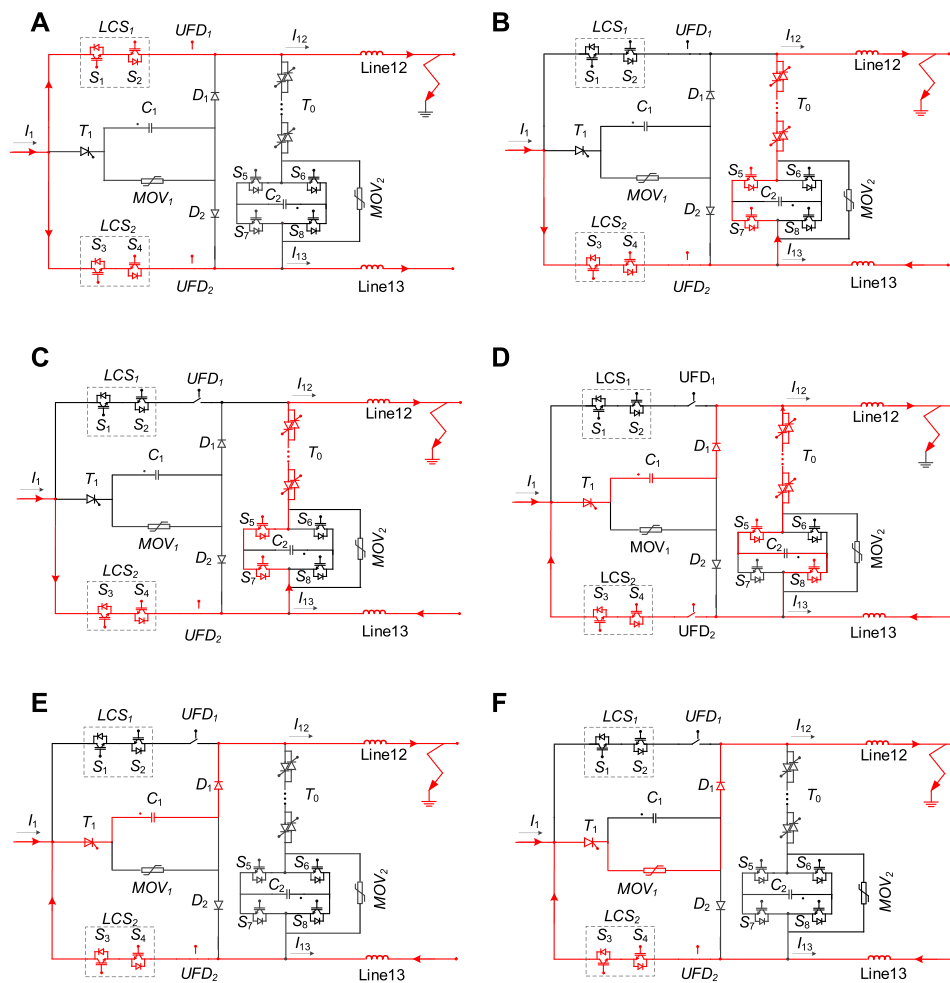 A
LCS1
UFD1
I12
S1
S2
Line12
D1
C1
T0
I1
T1
S5
S6
MOV1
C2
MOV2
D2
LCS2
S7
S8
S3
S4
I13
UFD2
Line13
B
LCS1
UFD1
I12
S1
S2
Line12
D1
C1
T0
I1
T1
S5
S6
MOV1
C2
MOV2
D2
LCS2
S7
S8
S3
S4
I13
UFD2
Line13
C
LCS1
UFD1
I12
S1
S2
Line12
D1
C1
T0
I1
T1
S5
S6
MOV1
C2
MOV2
D2
LCS2
S7
S8
S3
S4
I13
UFD2
Line13
D
LCS1
UFD1
I12
S1
S2
Line12
D1
C1
T0
I1
T1
S5
S6
MOV1
C2
MOV2
D2
LCS2
S7
S8
S3
S4
I13
UFD2
Line13
E
LCS1
UFD1
I12
S1
S2
Line12
D1
C1
T0
I1
T1
S5
S6
MOV1
C2
MOV2
D2
LCS2
S7
S8
S3
S4
I13
UFD2
Line13
F
LCS1
UFD1
I12
S1
S2
Line12
D1
C1
T0
I1
T1
S5
S6
MOV1
C2
MOV2
D2
LCS2
S7
S8
S3
S4
I13
UFD2
Line13